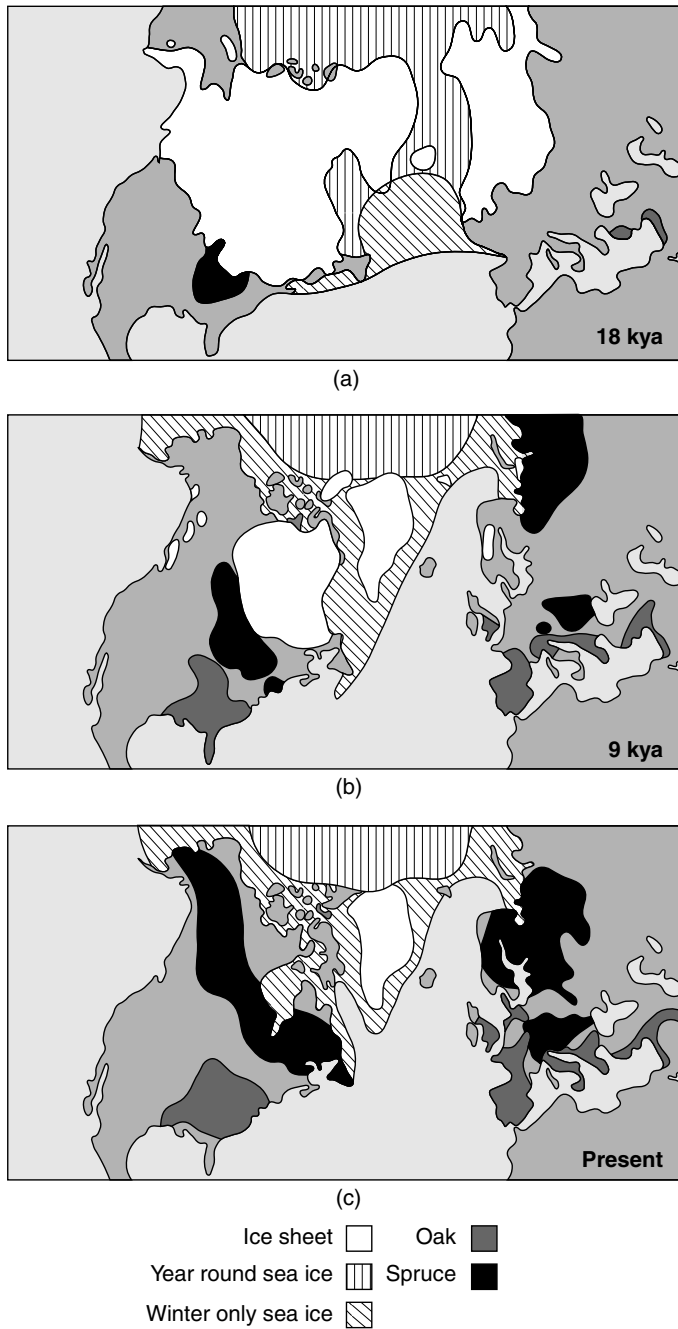 18 kya
(a)
9 kya
(b)
Present
(c)
Ice sheet Oak
Year round sea ice Spruce
Winter only sea ice